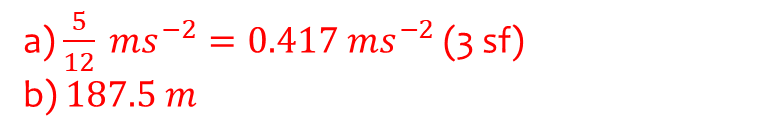 a) 5/12 ms⁻² = 0.417 ms⁻² (3 sf)
b) 187.5 m